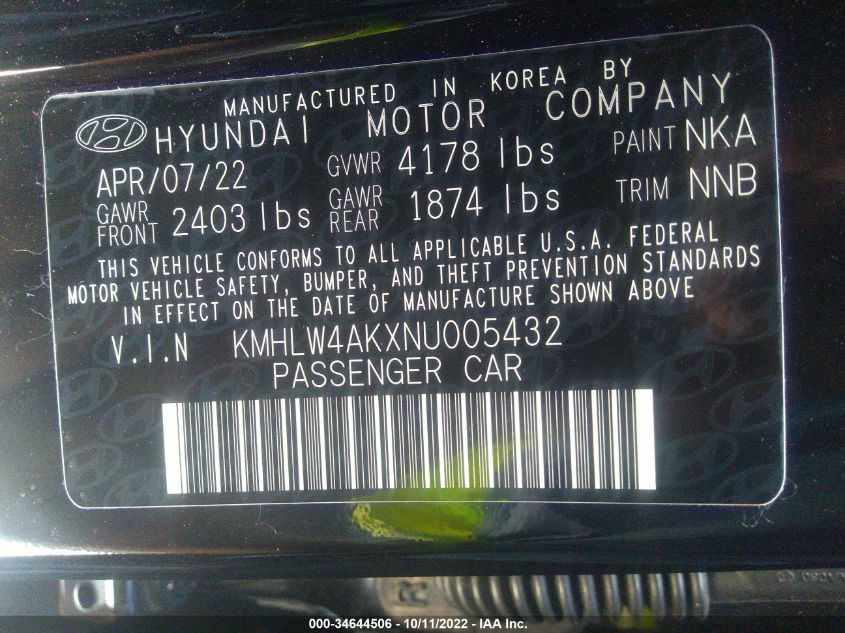 MANUFACTURED IN KOREA BY
HYUNDAI MOTOR COMPANY
APR/07/22 GVWR 4178 lbs PAINT NKA
GAWR FRONT 2403 lbs GAWR REAR 1874 lbs TRIM NNB
THIS VEHICLE CONFORMS TO ALL APPLICABLE U.S.A. FEDERAL
MOTOR VEHICLE SAFETY, BUMPER, AND THEFT PREVENTION STANDARDS
IN EFFECT ON THE DATE OF MANUFACTURE SHOWN ABOVE
V.I.N KMHLW4AKXNU005432
PASSENGER CAR
R
000-34644506 - 10/11/2022 - IAA Inc.